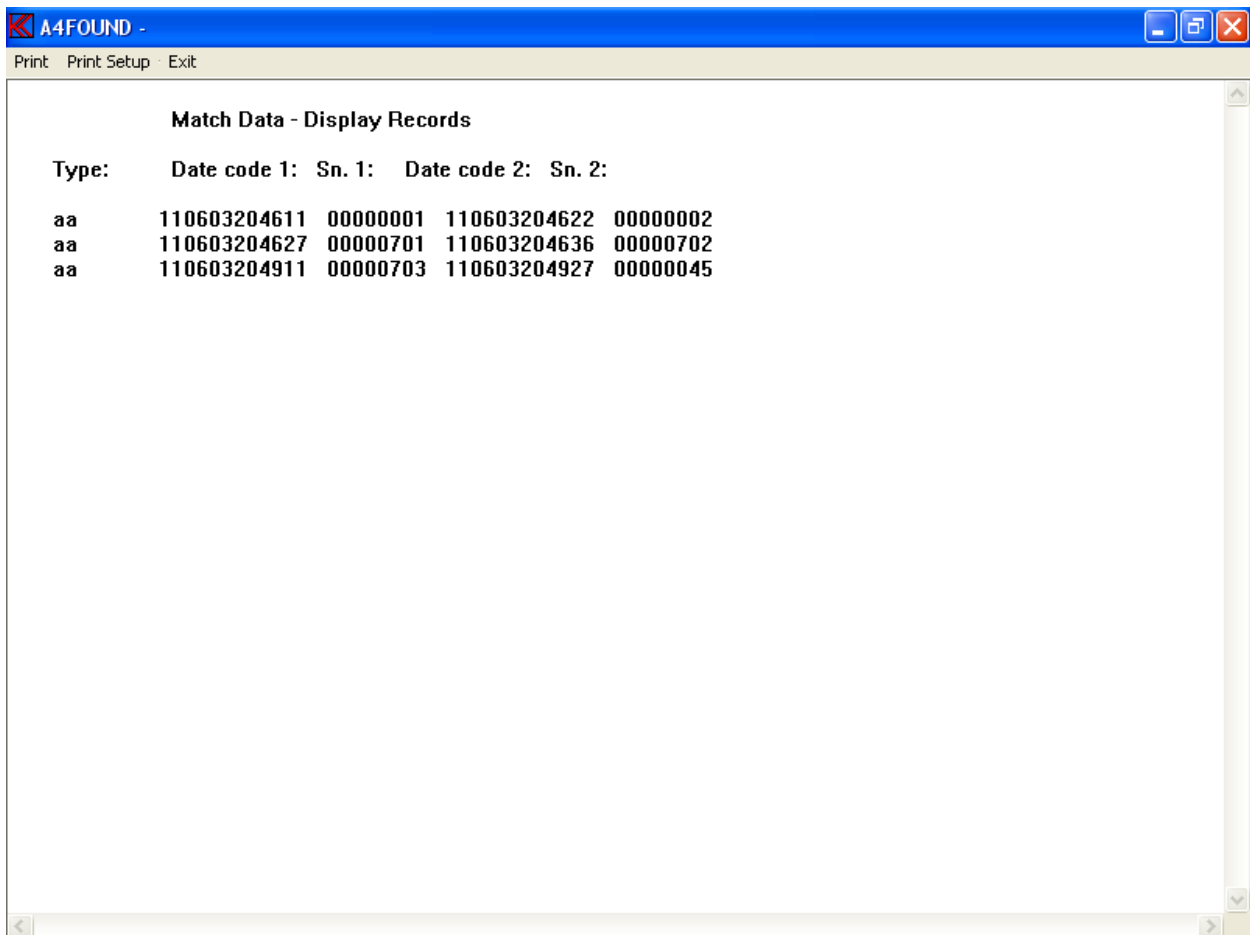 A4FOUND -
Print Print Setup Exit
Match Data - Display Records
Type: Date code 1: Sn. 1: Date code 2: Sn. 2:
aa 110603204611 00000001 110603204622 00000002
aa 110603204627 00000701 110603204636 00000702
aa 110603204911 00000703 110603204927 00000045